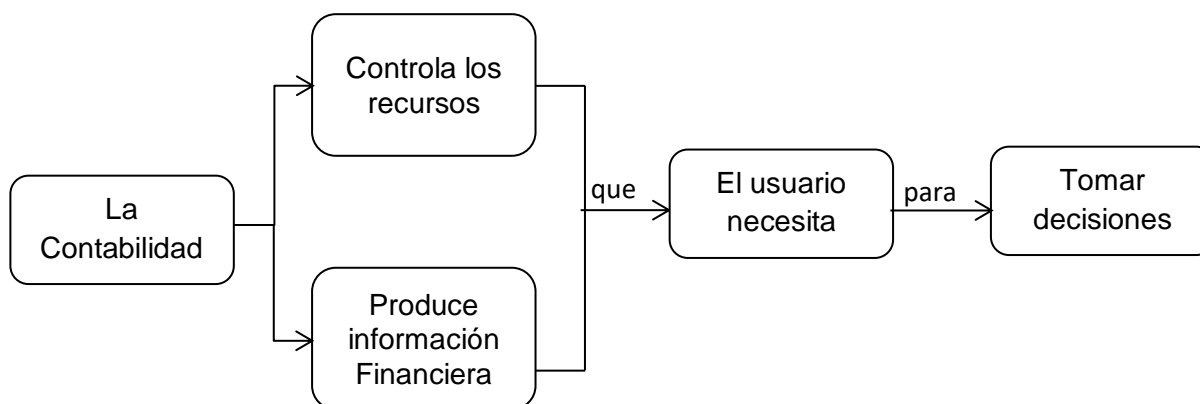 La
Contabilidad
Controla los
recursos
Produce
información
Financiera
que
El usuario
necesita
para
Tomar
decisiones